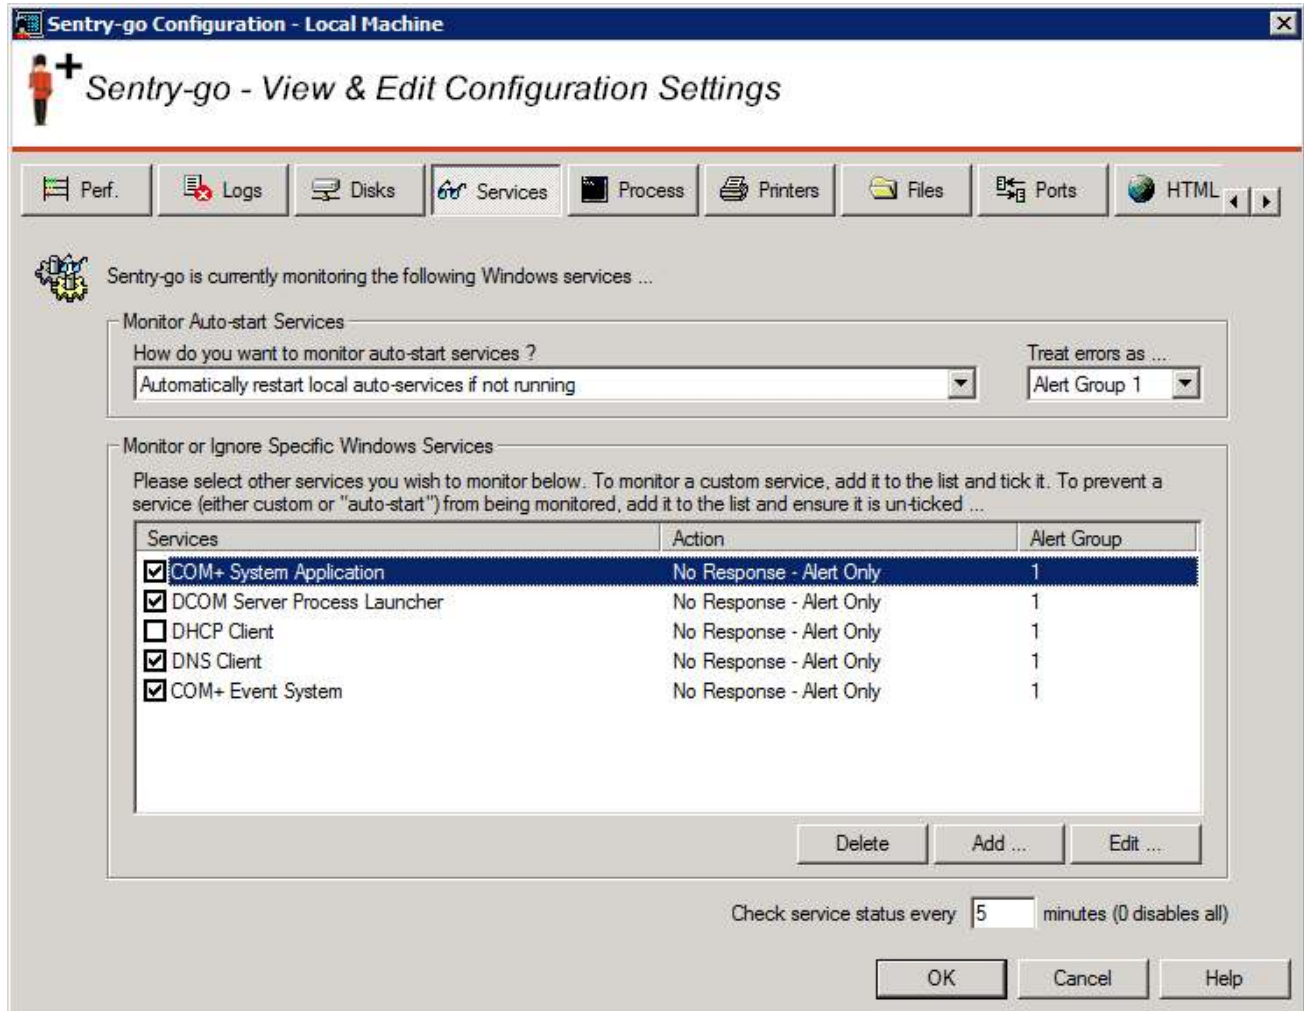 Sentry-go Configuration - Local Machine
Sentry-go - View & Edit Configuration Settings
Perf. Logs Disks Services Process Printers Files Ports HTML
Sentry-go is currently monitoring the following Windows services ...
Monitor Auto-start Services
How do you want to monitor auto-start services ? Treat errors as ...
Automatically restart local auto-services if not running Alert Group 1
Monitor or Ignore Specific Windows Services
Please select other services you wish to monitor below. To monitor a custom service, add it to the list and tick it. To prevent a
service (either custom or "auto-start") from being monitored, add it to the list and ensure it is un-ticked ...
Services Action Alert Group
COM+ System Application No Response - Alert Only 1
DCOM Server Process Launcher No Response - Alert Only 1
DHCP Client No Response - Alert Only 1
DNS Client No Response - Alert Only 1
COM+ Event System No Response - Alert Only 1
Delete Add ... Edit ...
Check service status every 5 minutes (0 disables all)
OK Cancel Help